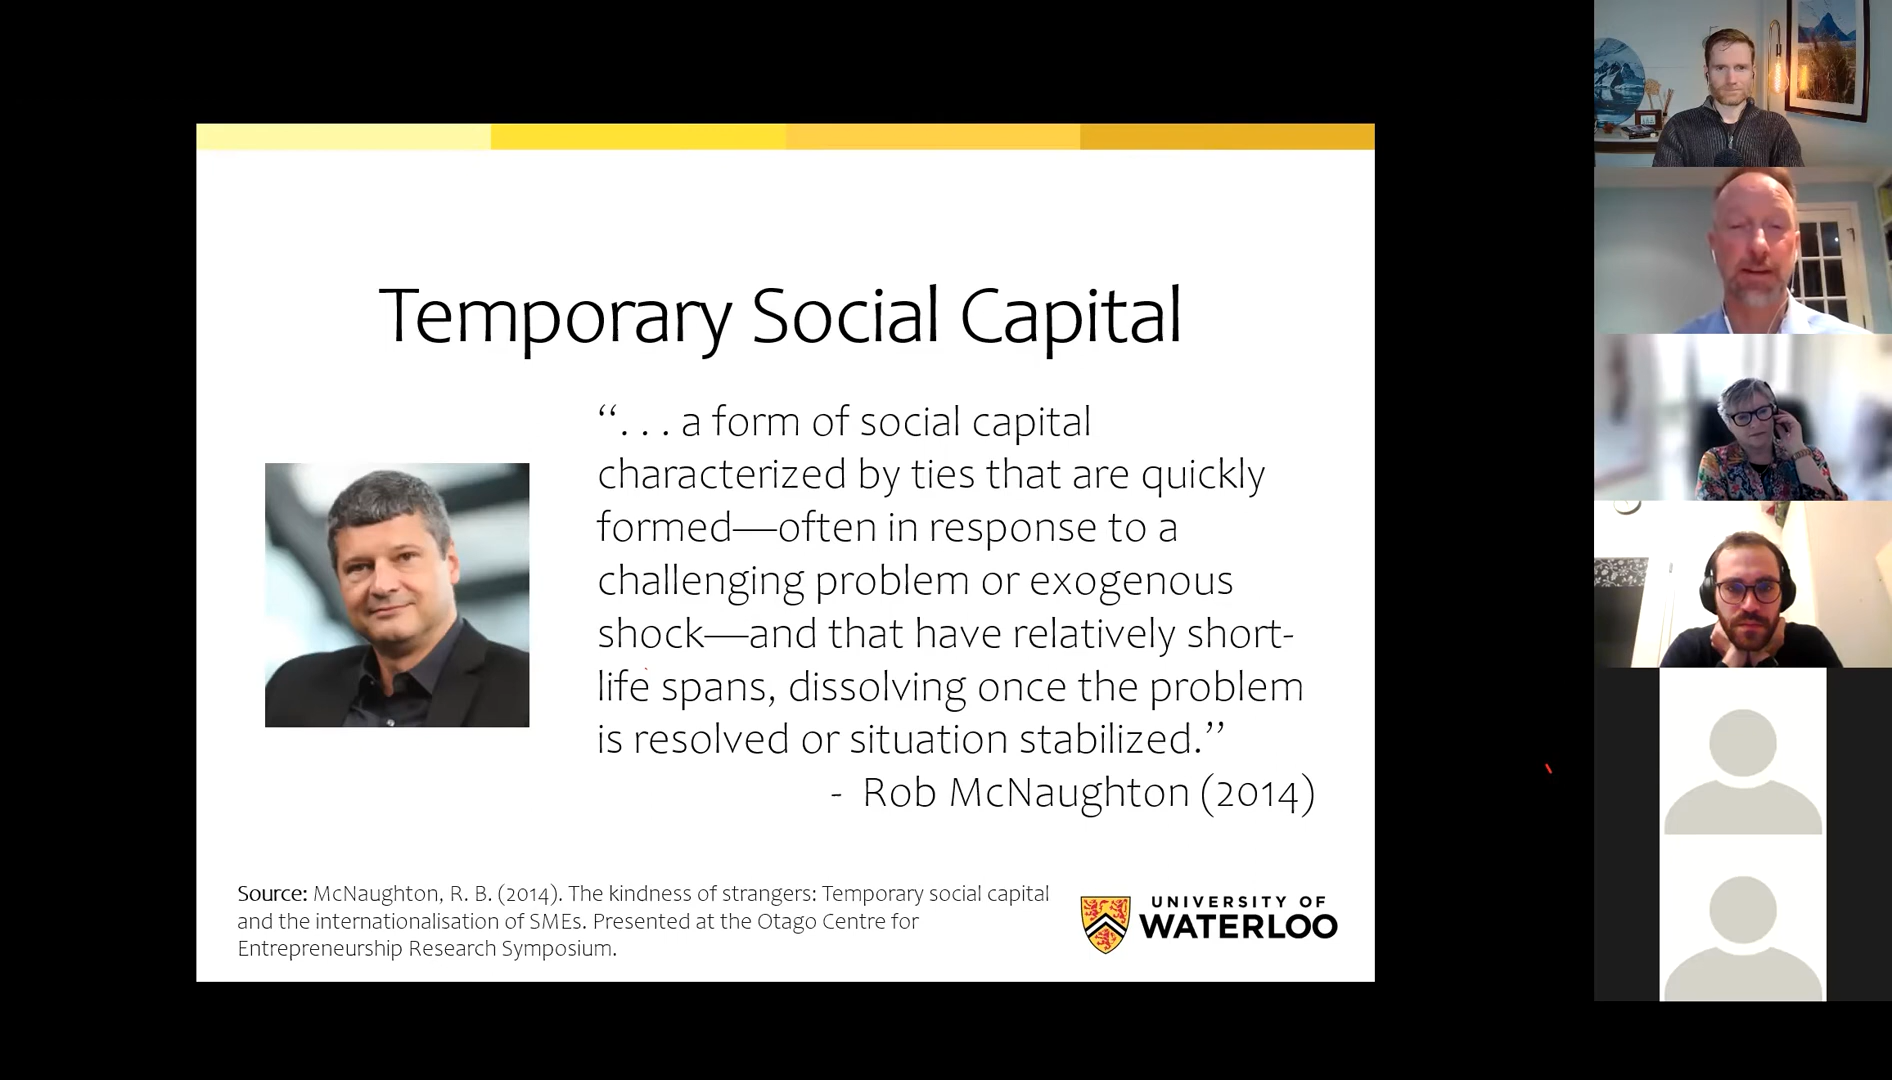 Temporary Social Capital
“. . . a form of social capital
characterized by ties that are quickly
formed—often in response to a
challenging problem or exogenous
shock—and that have relatively short-
life spans, dissolving once the problem
is resolved or situation stabilized.”
- Rob McNaughton (2014)
Source: McNaughton, R. B. (2014). The kindness of strangers: Temporary social capital
and the internationalisation of SMEs. Presented at the Otago Centre for
Entrepreneurship Research Symposium.
UNIVERSITY OF
WATERLOO